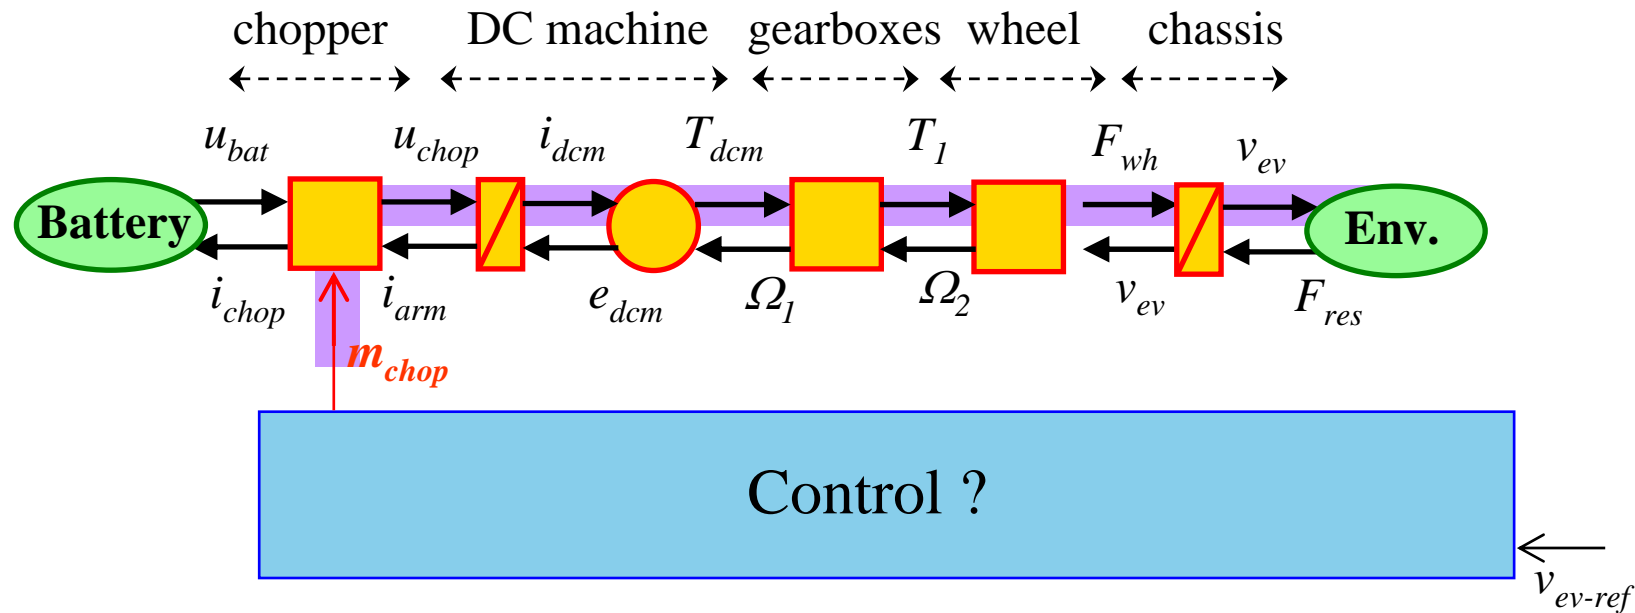 chopper DC machine gearboxes wheel chassis
u_bat u_chop i_dcm T_dcm T_1 F_wh v_ev
Battery Env.
i_chop i_arm e_dcm Ω_1 Ω_2 v_ev F_res
m_chop
Control ?
v_ev-ref